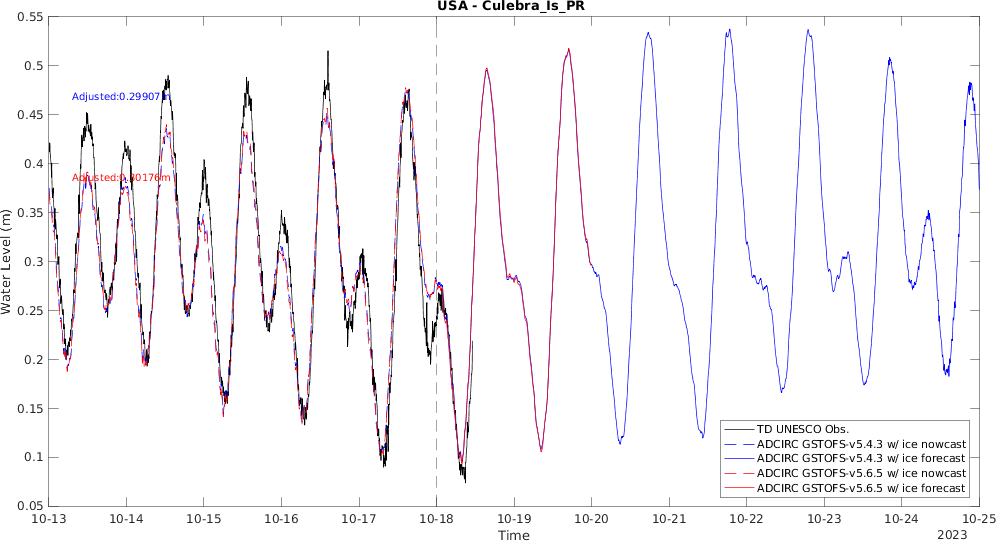 USA - Culebra_Is_PR
0.55
0.5
0.45
0.4
0.35
0.3
0.25
0.2
0.15
0.1
0.05
Water Level (m)
Adjusted:0.29907m
Adjusted:0.30176m
TD UNESCO Obs.
ADCIRC GSTOFS-v5.4.3 w/ ice nowcast
ADCIRC GSTOFS-v5.4.3 w/ ice forecast
ADCIRC GSTOFS-v5.6.5 w/ ice nowcast
ADCIRC GSTOFS-v5.6.5 w/ ice forecast
10-13 10-14 10-15 10-16 10-17 10-18 10-19 10-20 10-21 10-22 10-23 10-24 10-25
Time
2023